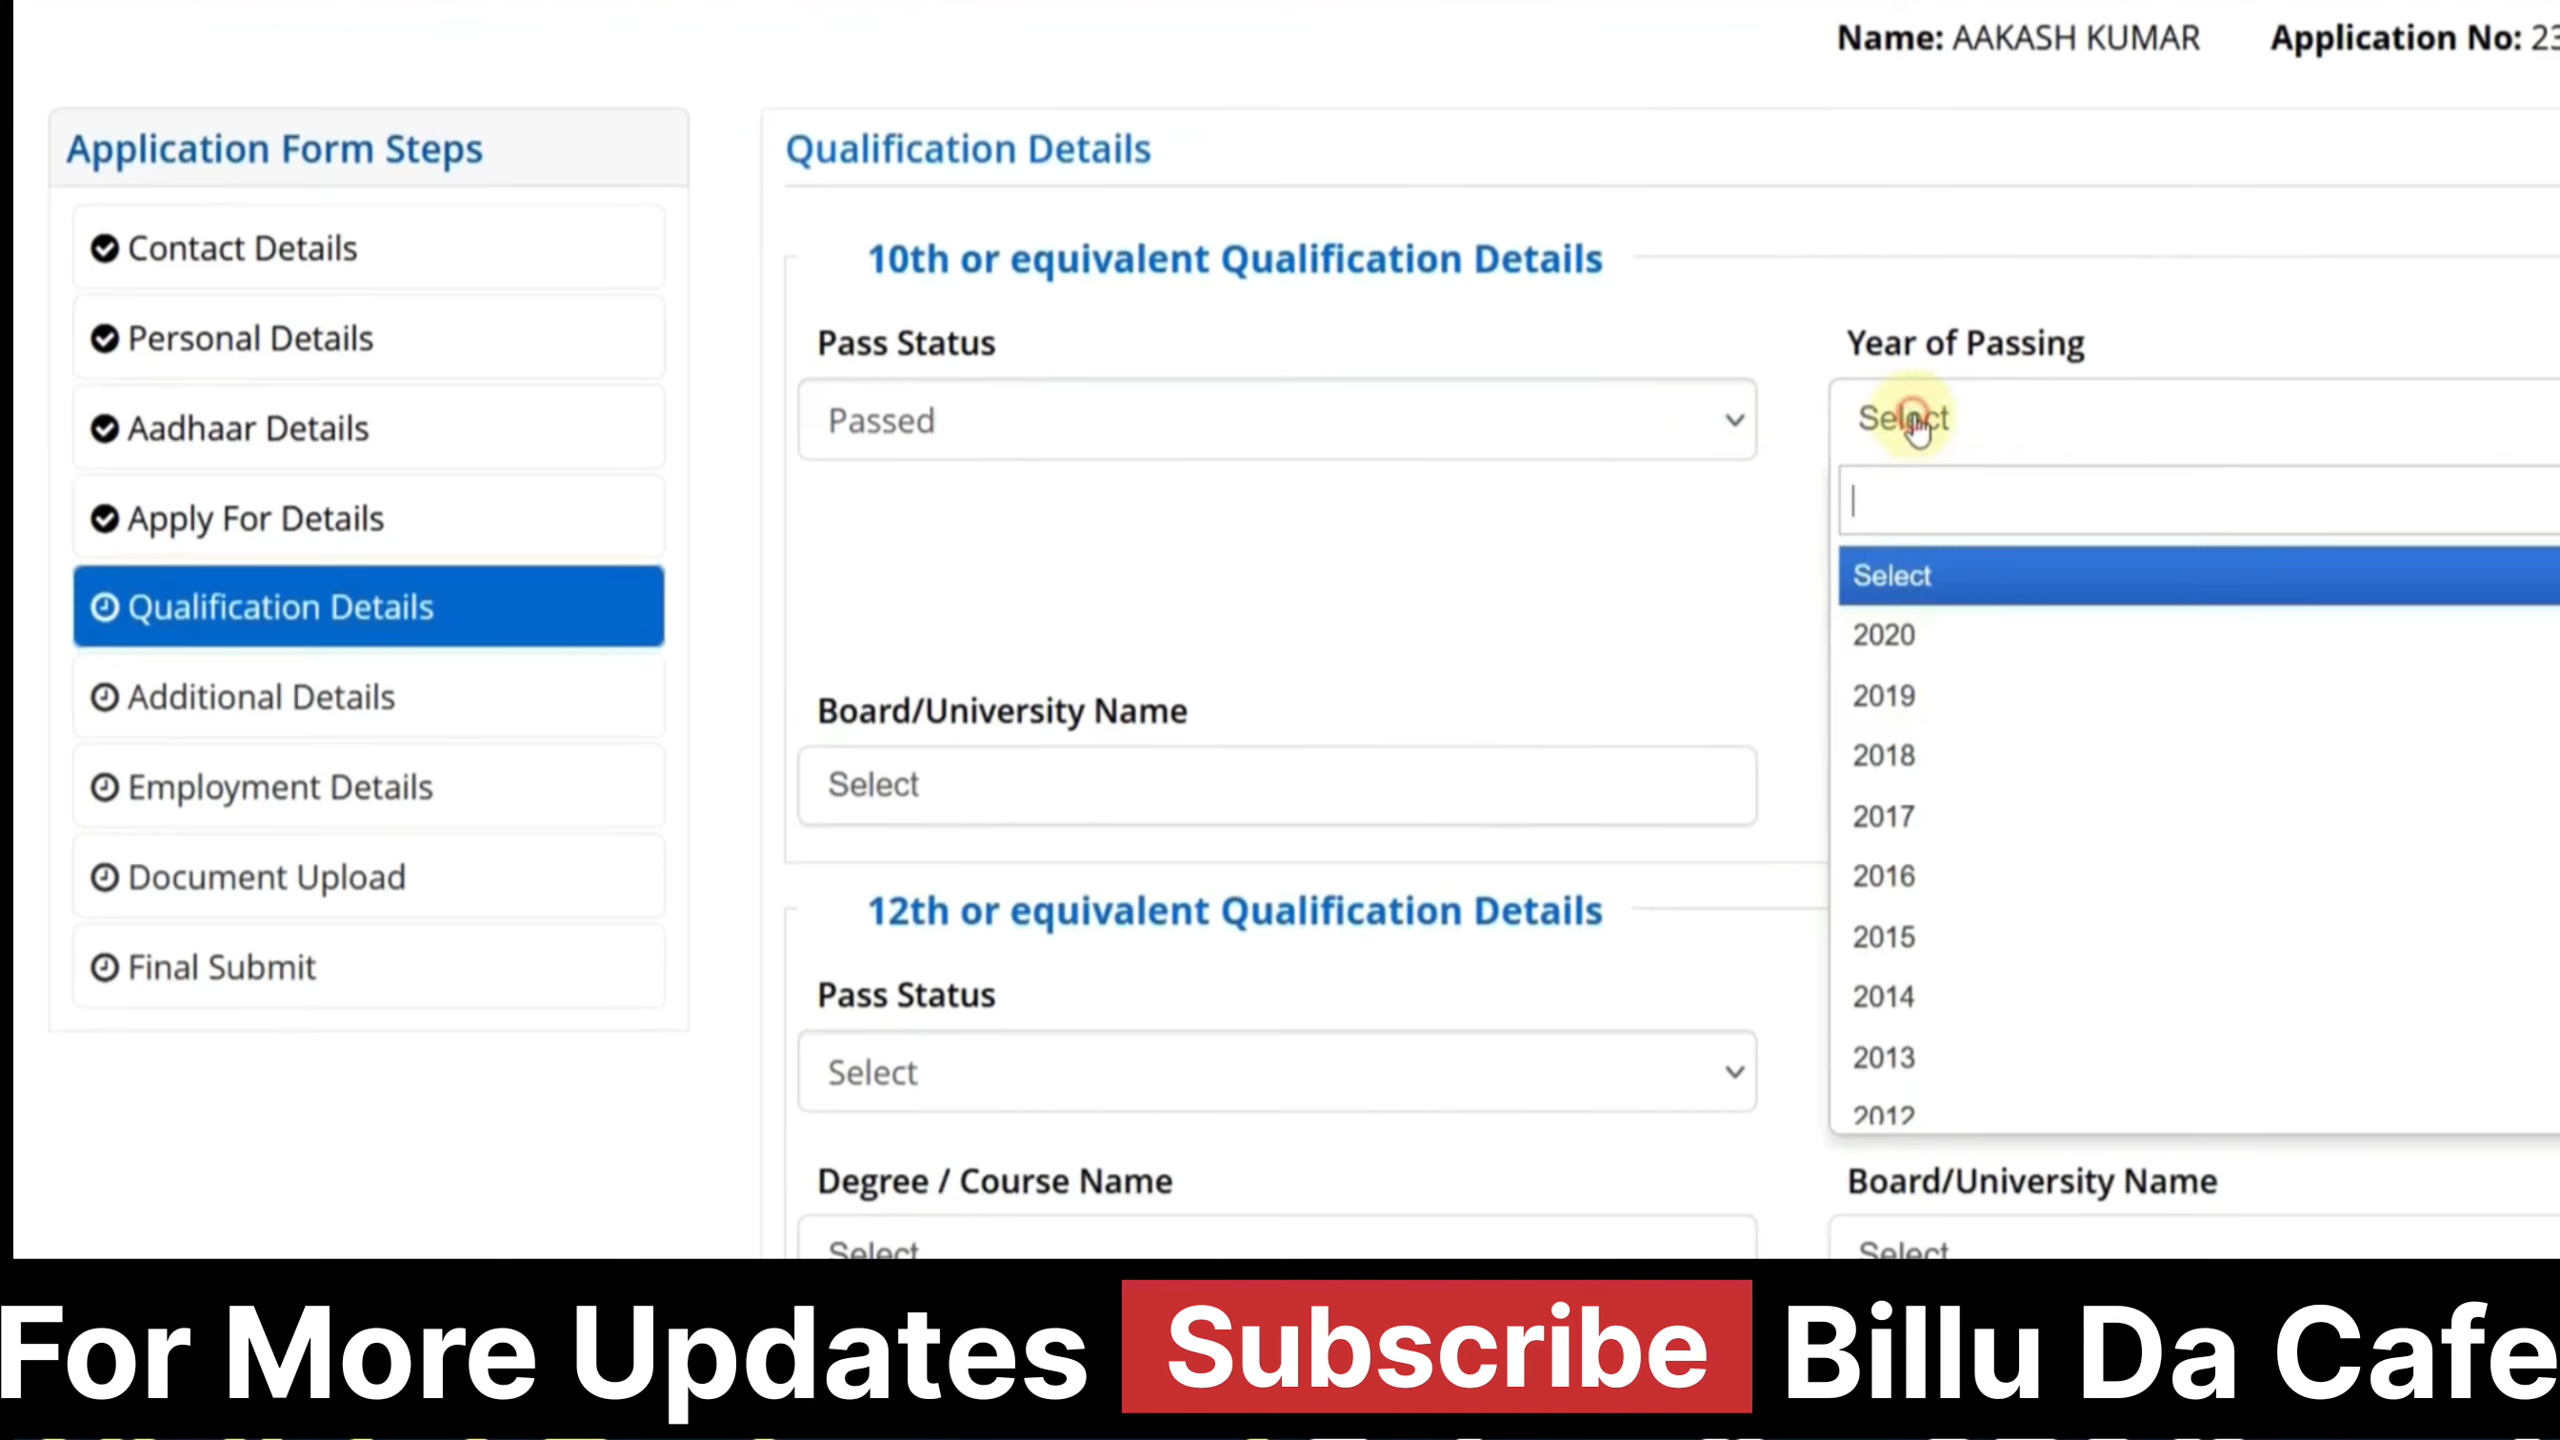 Name: AAKASH KUMAR Application No: 23
Application Form Steps
Contact Details
Personal Details
Aadhaar Details
Apply For Details
Qualification Details
Additional Details
Employment Details
Document Upload
Final Submit
Qualification Details
10th or equivalent Qualification Details
Pass Status
Passed
Year of Passing
Select
Select
2020
2019
2018
2017
2016
2015
2014
2013
2012
Board/University Name
Select
12th or equivalent Qualification Details
Pass Status
Select
Degree / Course Name
Select
Board/University Name
Select
For More Updates Subscribe Billu Da Cafe